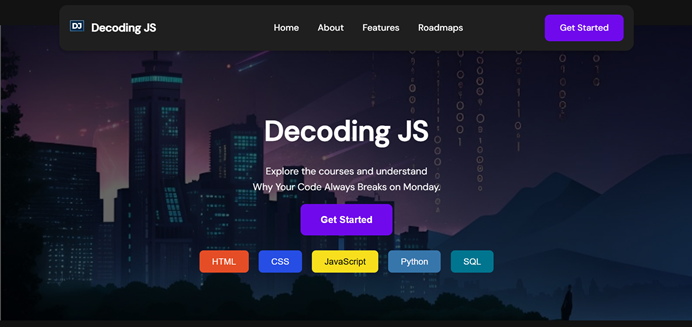 DJ
Decoding JS
Home
About
Features
Roadmaps
Get Started
Decoding JS
Explore the courses and understand
Why Your Code Always Breaks on Monday.
Get Started
HTML
CSS
JavaScript
Python
SQL